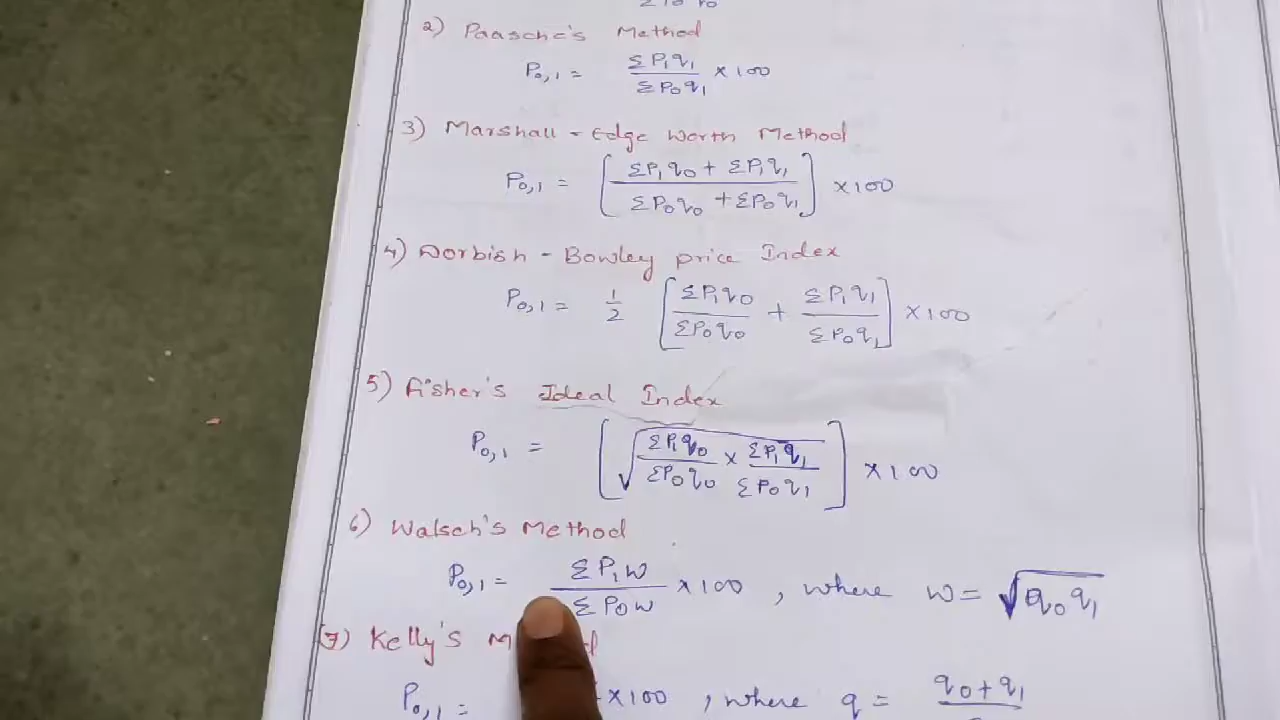 2) Paasche's Method
P₀,₁ = ΣP₁q₁ / ΣP₀q₁ × 100
3) Marshall - Edge worth Method
P₀,₁ = [ ΣP₁q₀ + ΣP₁q₁ / ΣP₀q₀ + ΣP₀q₁ ] × 100
4) Dorbish - Bowley price Index
P₀,₁ = 1/2 [ ΣP₁q₀ / ΣP₀q₀ + ΣP₁q₁ / ΣP₀q₁ ] × 100
5) Fisher's Ideal Index
P₀,₁ = [ √( ΣP₁q₀ / ΣP₀q₀ × ΣP₁q₁ / ΣP₀q₁ ) ] × 100
6) Walsch's Method
P₀,₁ = ΣP₁w / ΣP₀w × 100 , where w = √q₀q₁
(7) Kelly's
P₀,₁ = × 100 , where q = q₀+q₁